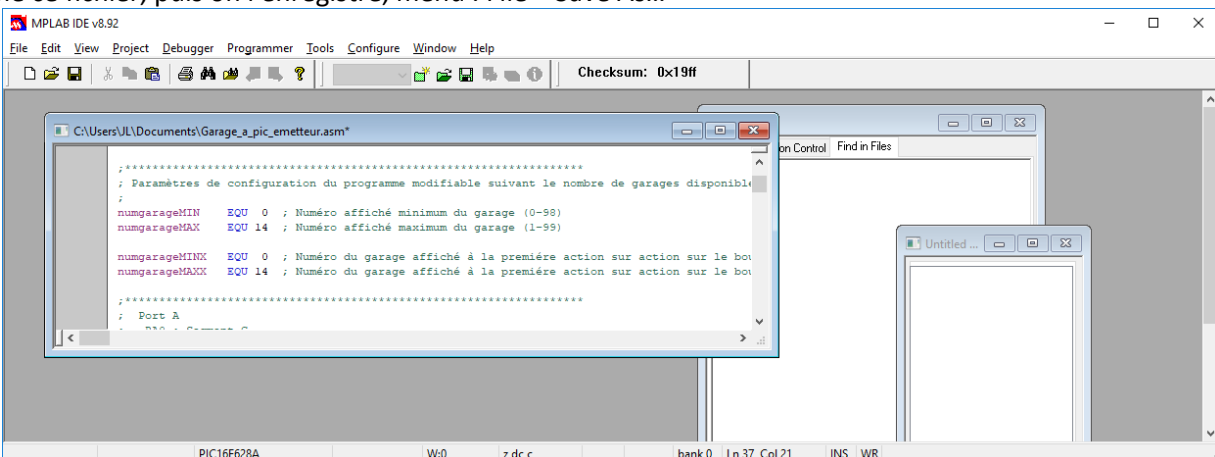 MPLAB IDE v8.92
File Edit View Project Debugger Programmer Tools Configure Window Help
Checksum: 0x19ff
C:\Users\JL\Documents\Garage_a_pic_emetteur.asm*
on Control Find in Files
;*******************************************************************
; Paramètres de configuration du programme modifiable suivant le nombre de garages disponible
;
numgarageMIN EQU 0 ; Numéro affiché minimum du garage (0-98)
numgarageMAX EQU 14 ; Numéro affiché maximum du garage (1-99)
numgarageMINX EQU 0 ; Numéro du garage affiché à la premiére action sur action sur le bou
numgarageMAXX EQU 14 ; Numéro du garage affiché à la premiére action sur action sur le bou
;*******************************************************************
; Port A
Untitled ...
PIC16F628A W:0 z dc c bank 0 Ln 37, Col 21 INS WR